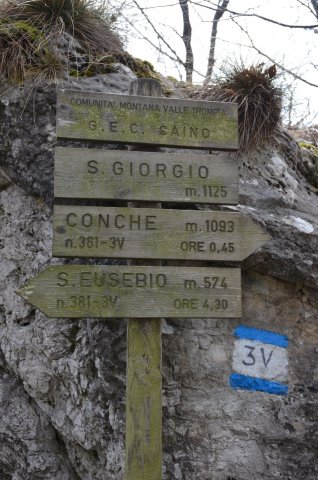 COMUNITA' MONTANA VALLE TROMPIA
G.E.C. CAINO
S. GIORGIO
m. 1125
CONCHE m. 1093
n. 381-3V ORE 0,45
S. EUSEBIO m. 574
n. 381-3V ORE 4,30
3V